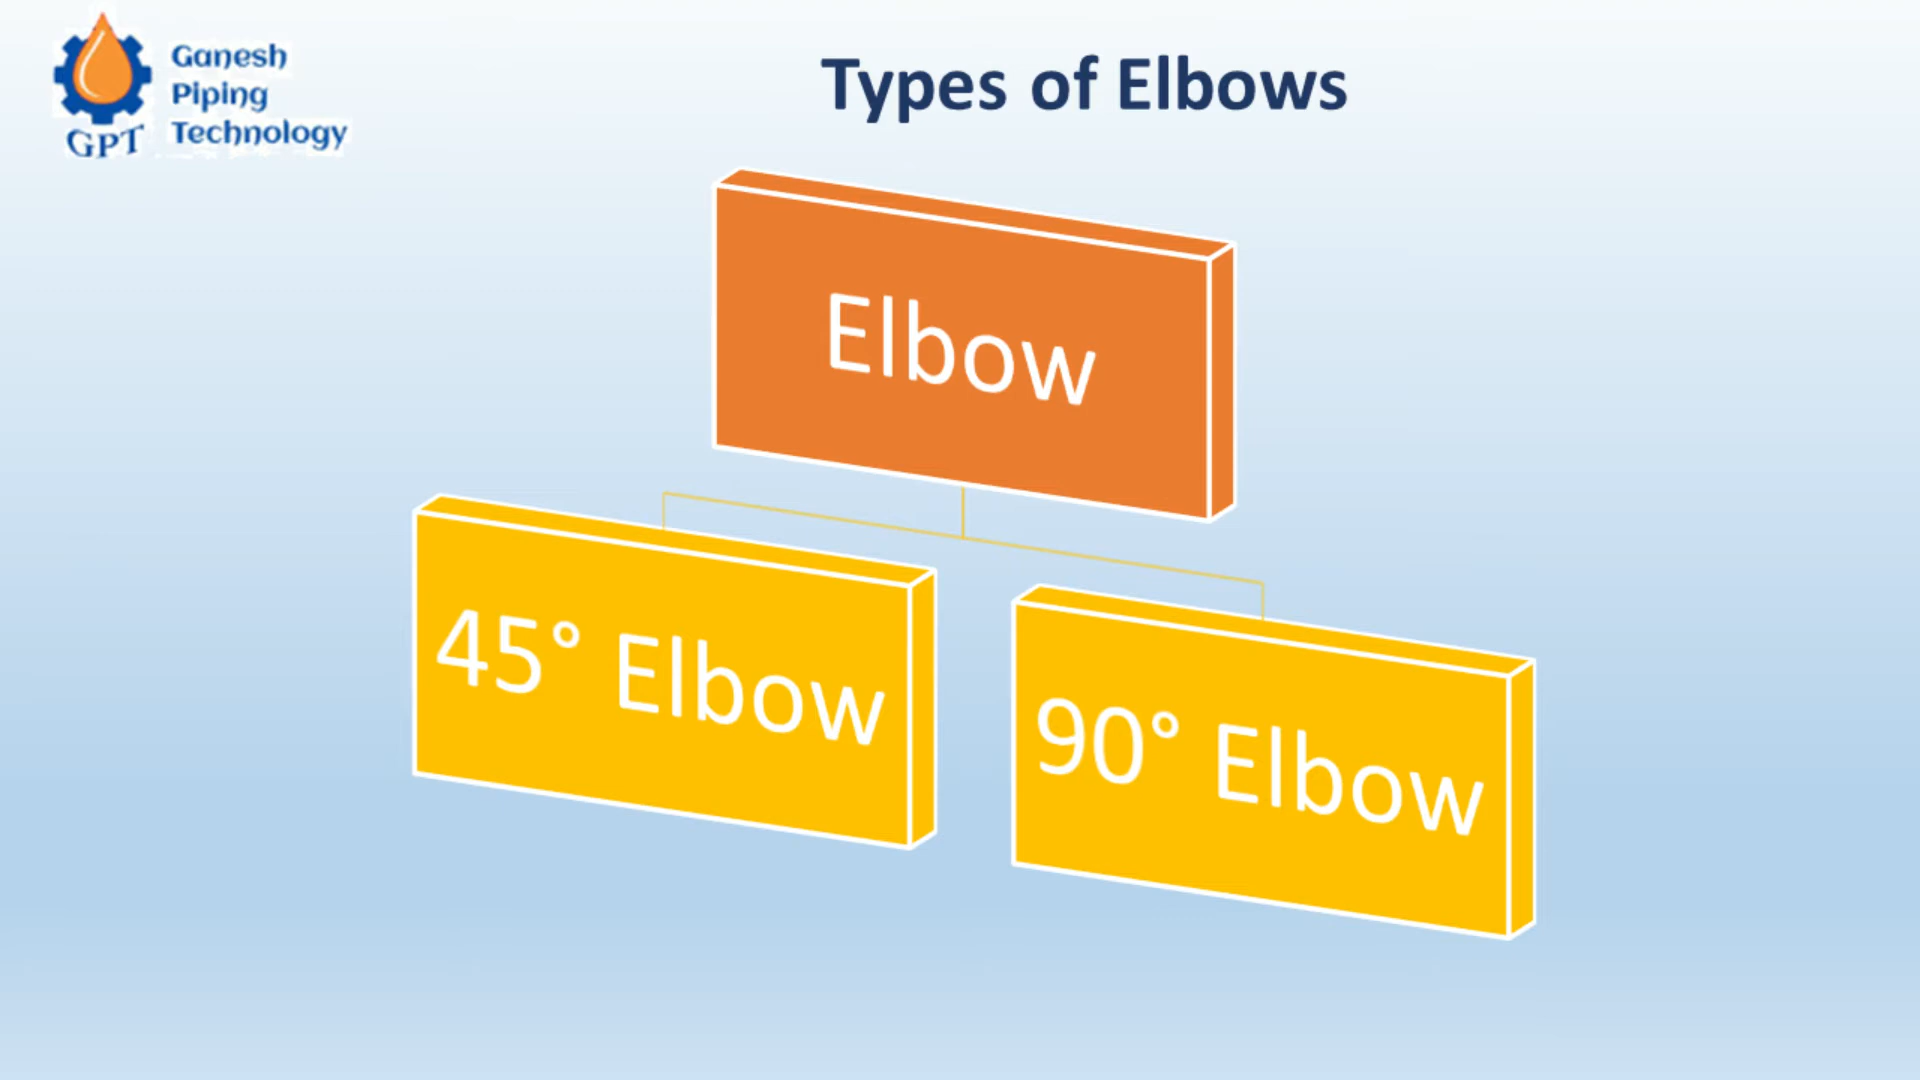 Ganesh
Piping
Technology
GPT
Types of Elbows
Elbow
45° Elbow
90° Elbow